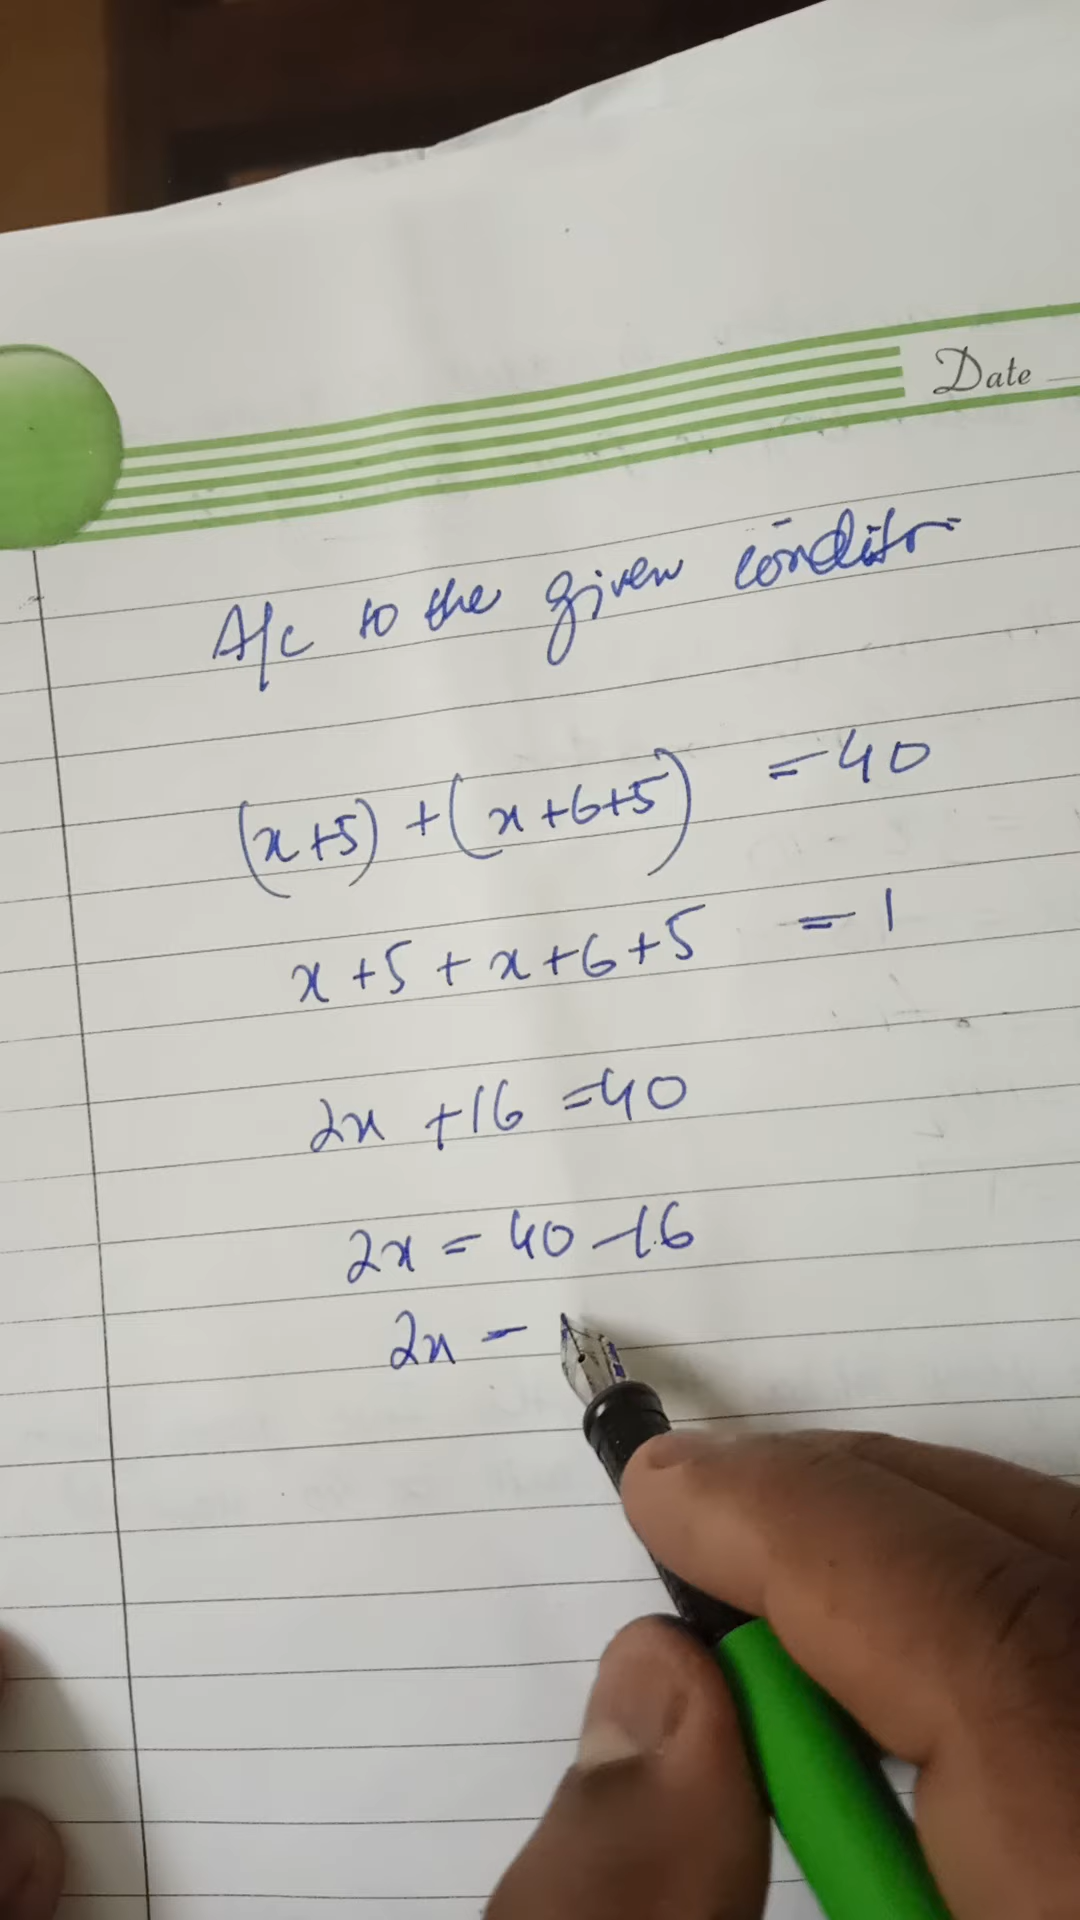 Date
A/c to the given condition
(x+5) + (x+6+5) = 40
x+5+x+6+5 = 1
2x +16 =40
2x = 40 -16
2x =